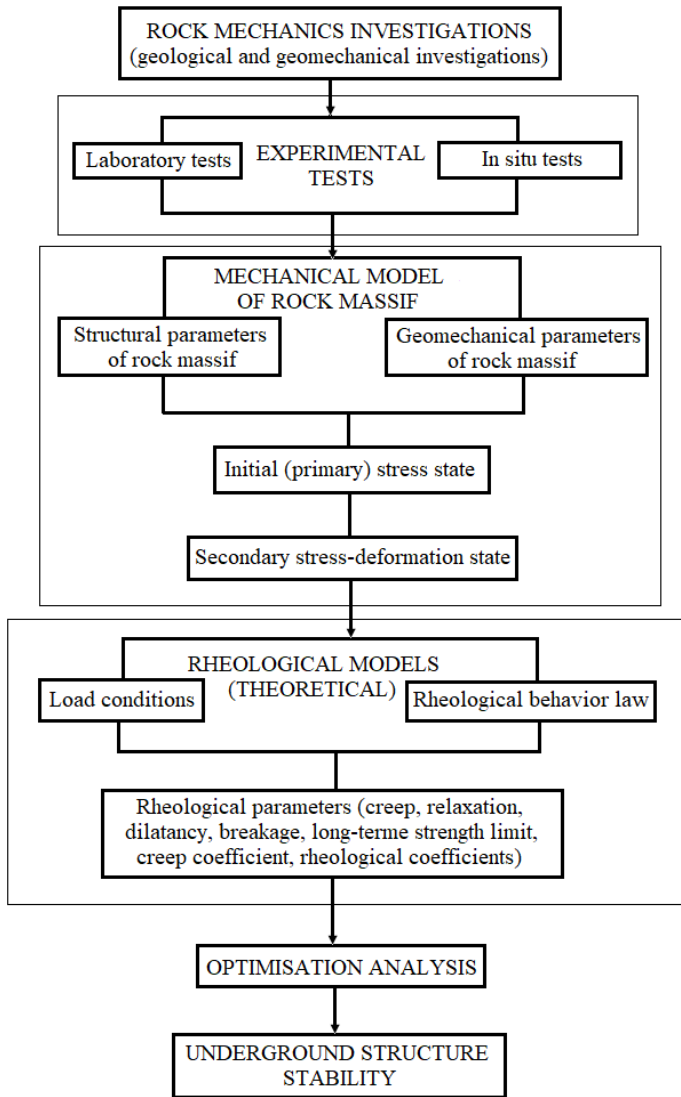 ROCK MECHANICS INVESTIGATIONS
(geological and geomechanical investigations)
EXPERIMENTAL
TESTS
Laboratory tests
In situ tests
MECHANICAL MODEL
OF ROCK MASSIF
Structural parameters
of rock massif
Geomechanical parameters
of rock massif
Initial (primary) stress state
Secondary stress-deformation state
RHEOLOGICAL MODELS
(THEORETICAL)
Load conditions
Rheological behavior law
Rheological parameters (creep, relaxation,
dilatancy, breakage, long-terme strength limit,
creep coefficient, rheological coefficients)
OPTIMISATION ANALYSIS
UNDERGROUND STRUCTURE
STABILITY